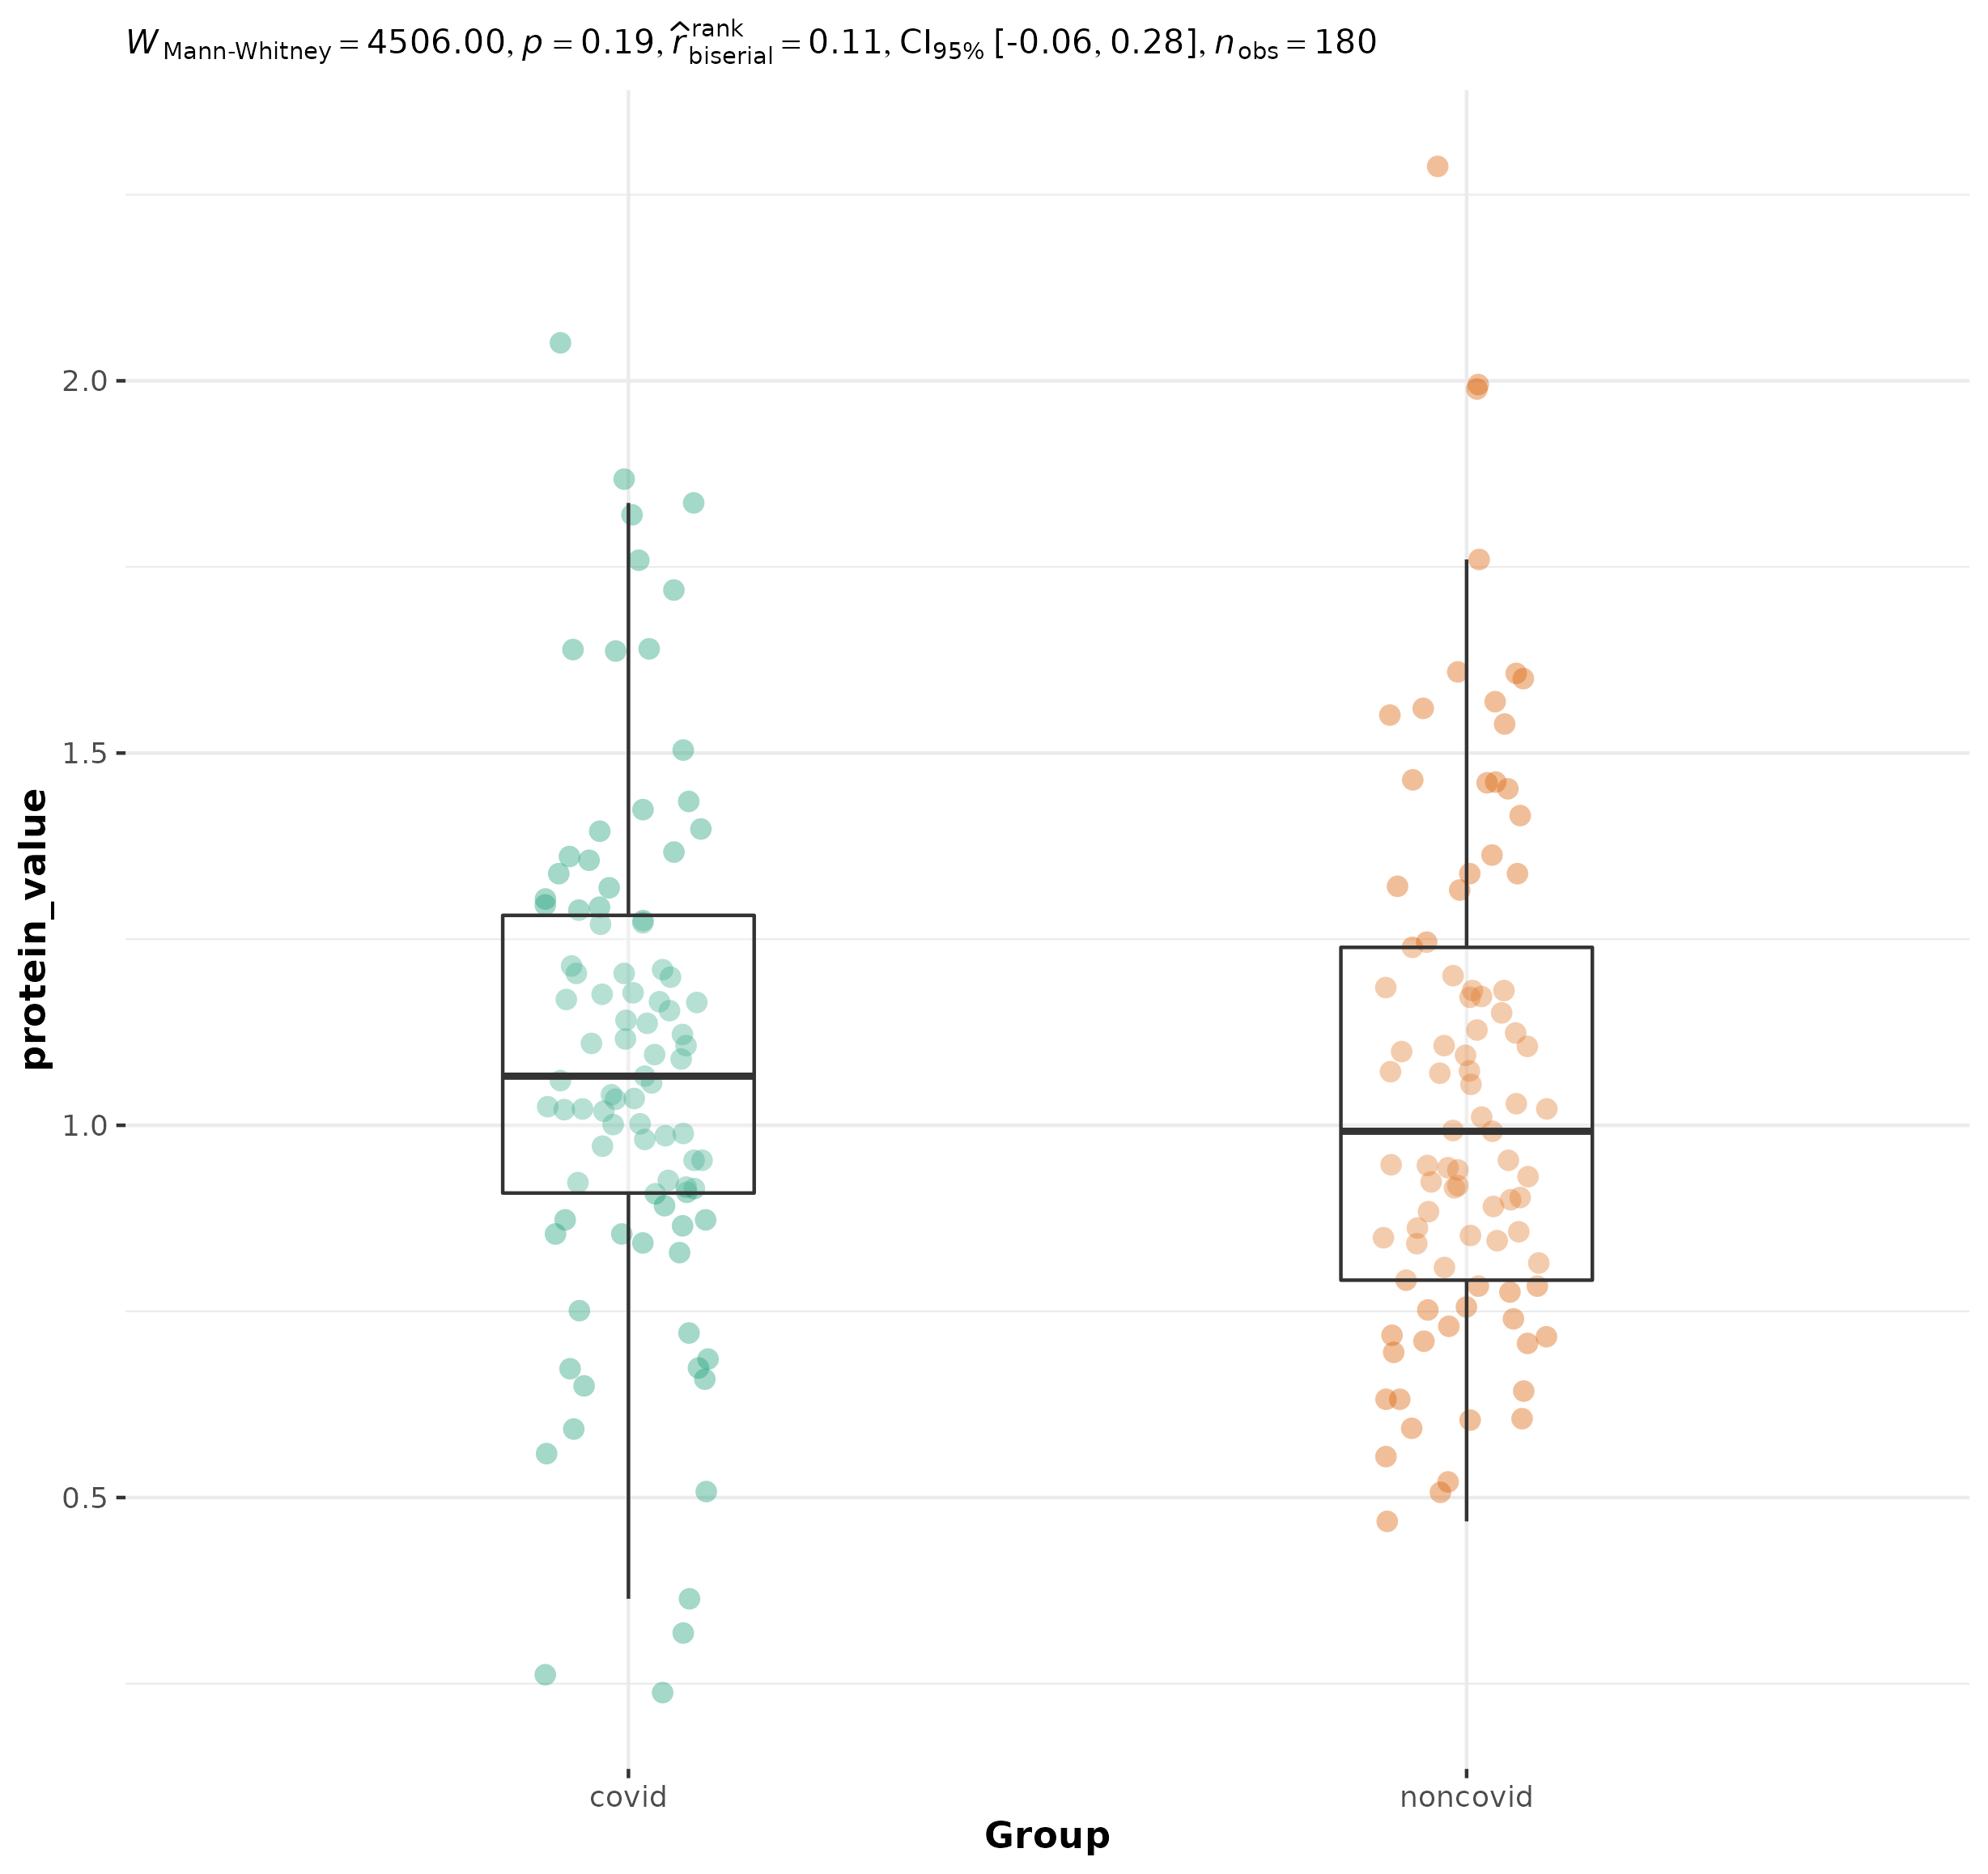 W Mann-Whitney = 4506.00, p = 0.19, r̂ rank biserial = 0.11, CI95% [-0.06, 0.28], n obs = 180
2.0
1.5
1.0
0.5
protein_value
covid noncovid
Group